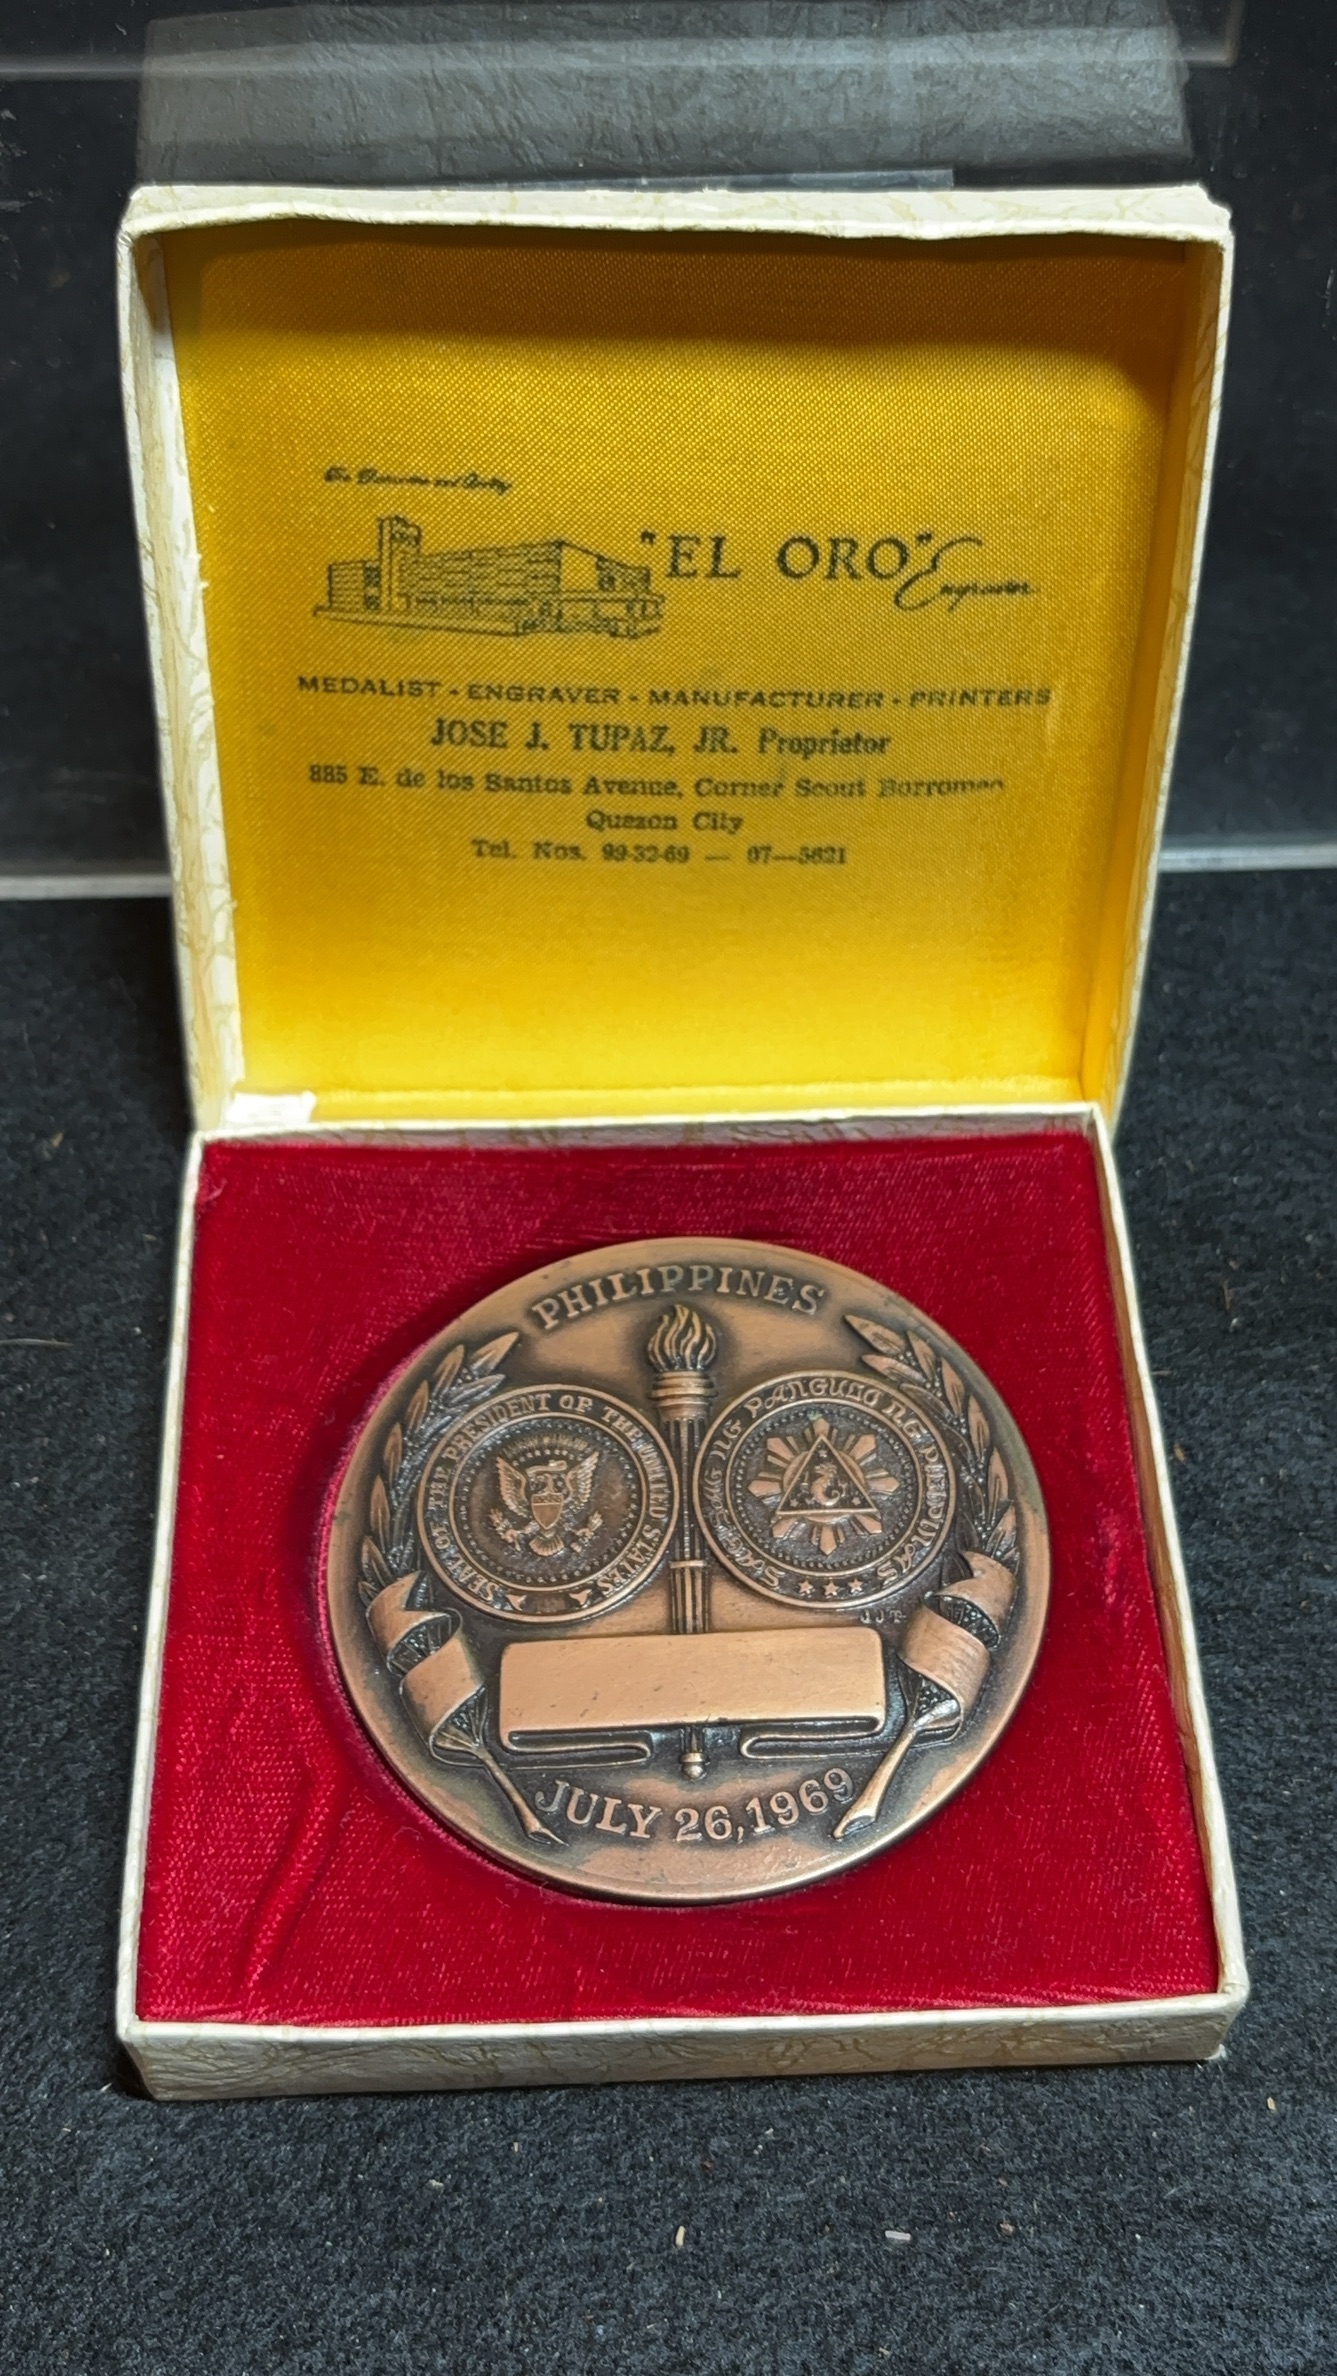 "EL ORO" Engravers
MEDALIST - ENGRAVER - MANUFACTURER - PRINTERS
JOSE J. TUPAZ, JR. Proprietor
885 E. de los Santos Avenue, Corner Scout Borromeo
Quezon City
Tel. Nos. 99-32-69 — 97—5621
PHILIPPINES
SEAL OF THE PRESIDENT OF THE UNITED STATES
SAGISAG NG PANGULO NG PILIPINAS
JJT
JULY 26, 1969